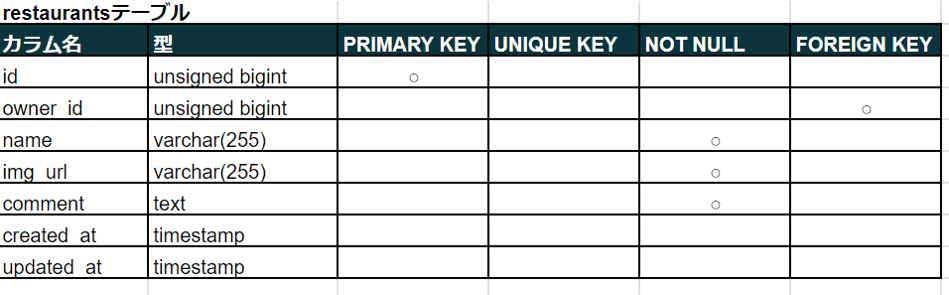 restaurantsテーブル
カラム名 型 PRIMARY KEY UNIQUE KEY NOT NULL FOREIGN KEY
id unsigned bigint ○
owner_id unsigned bigint ○
name varchar(255) ○
img_url varchar(255) ○
comment text ○
created_at timestamp
updated_at timestamp